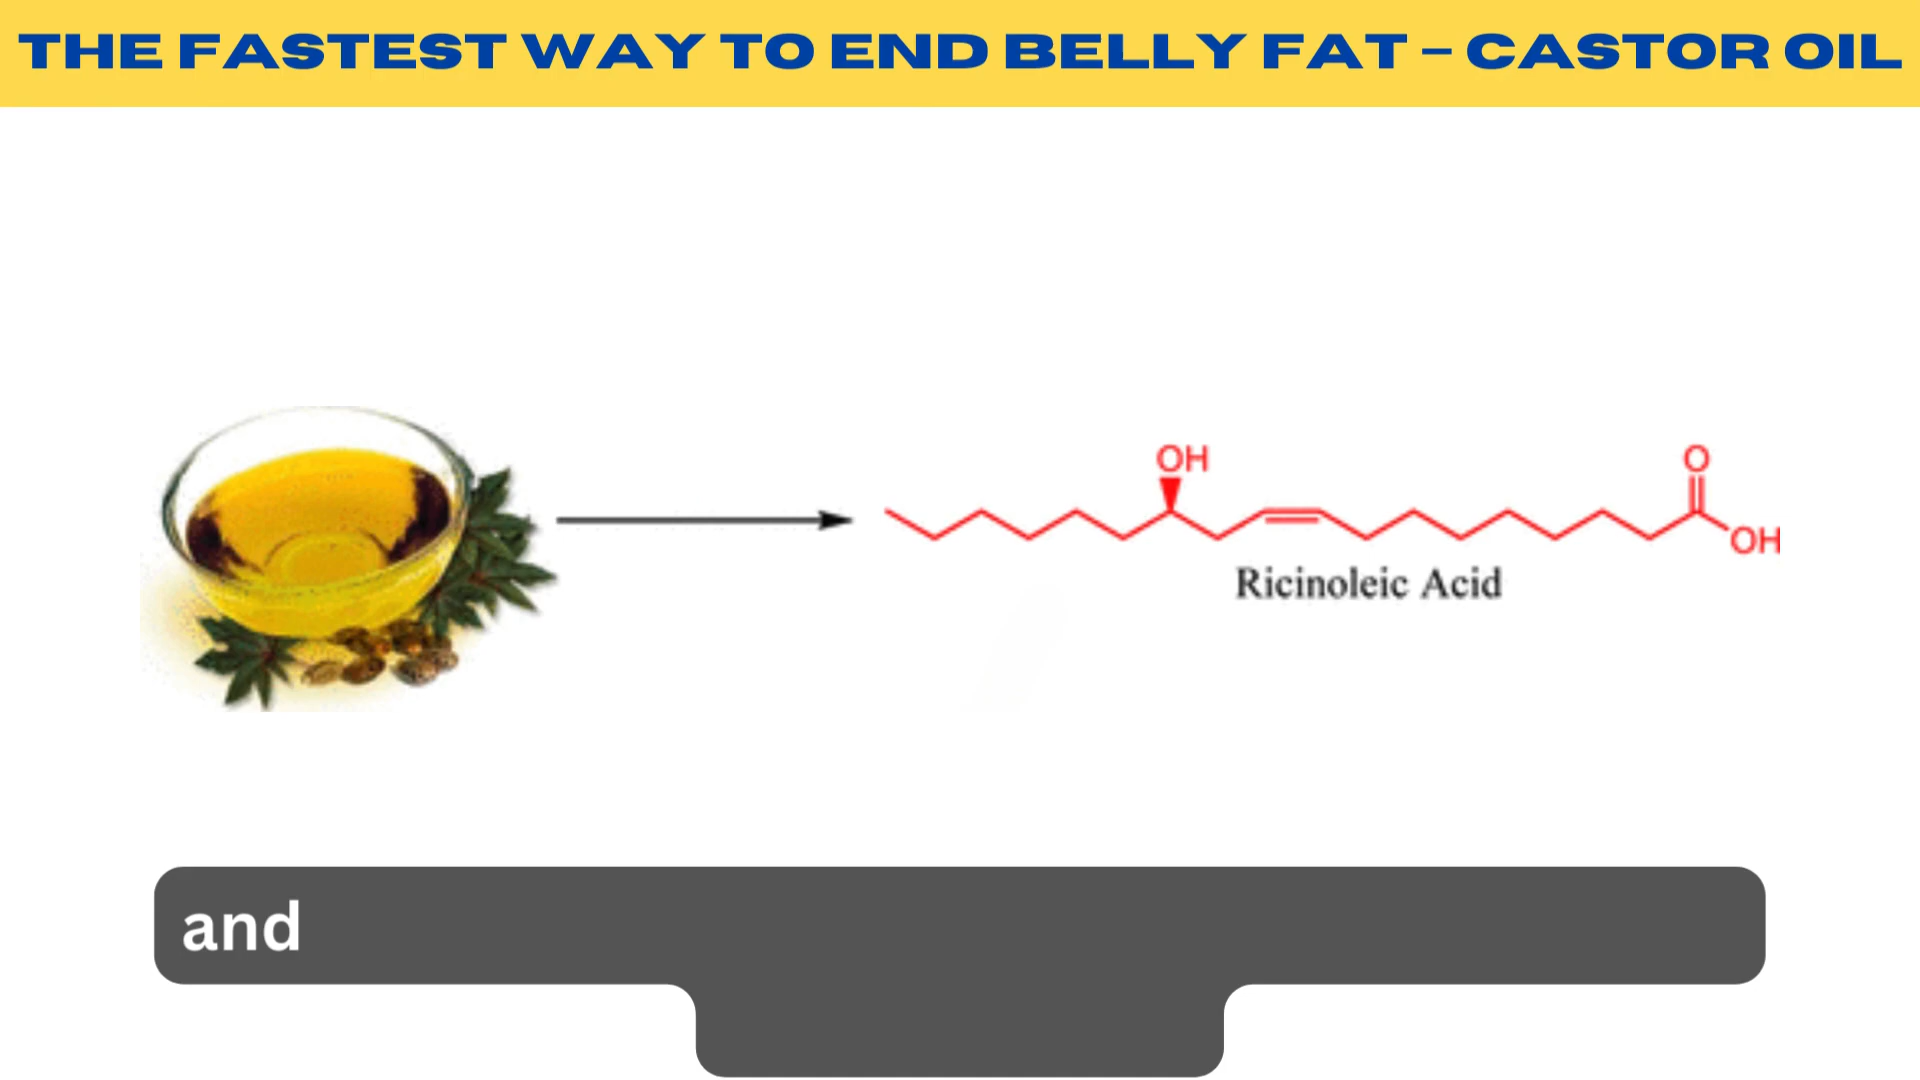 THE FASTEST WAY TO END BELLY FAT – CASTOR OIL
OH
O
OH
Ricinoleic Acid
and